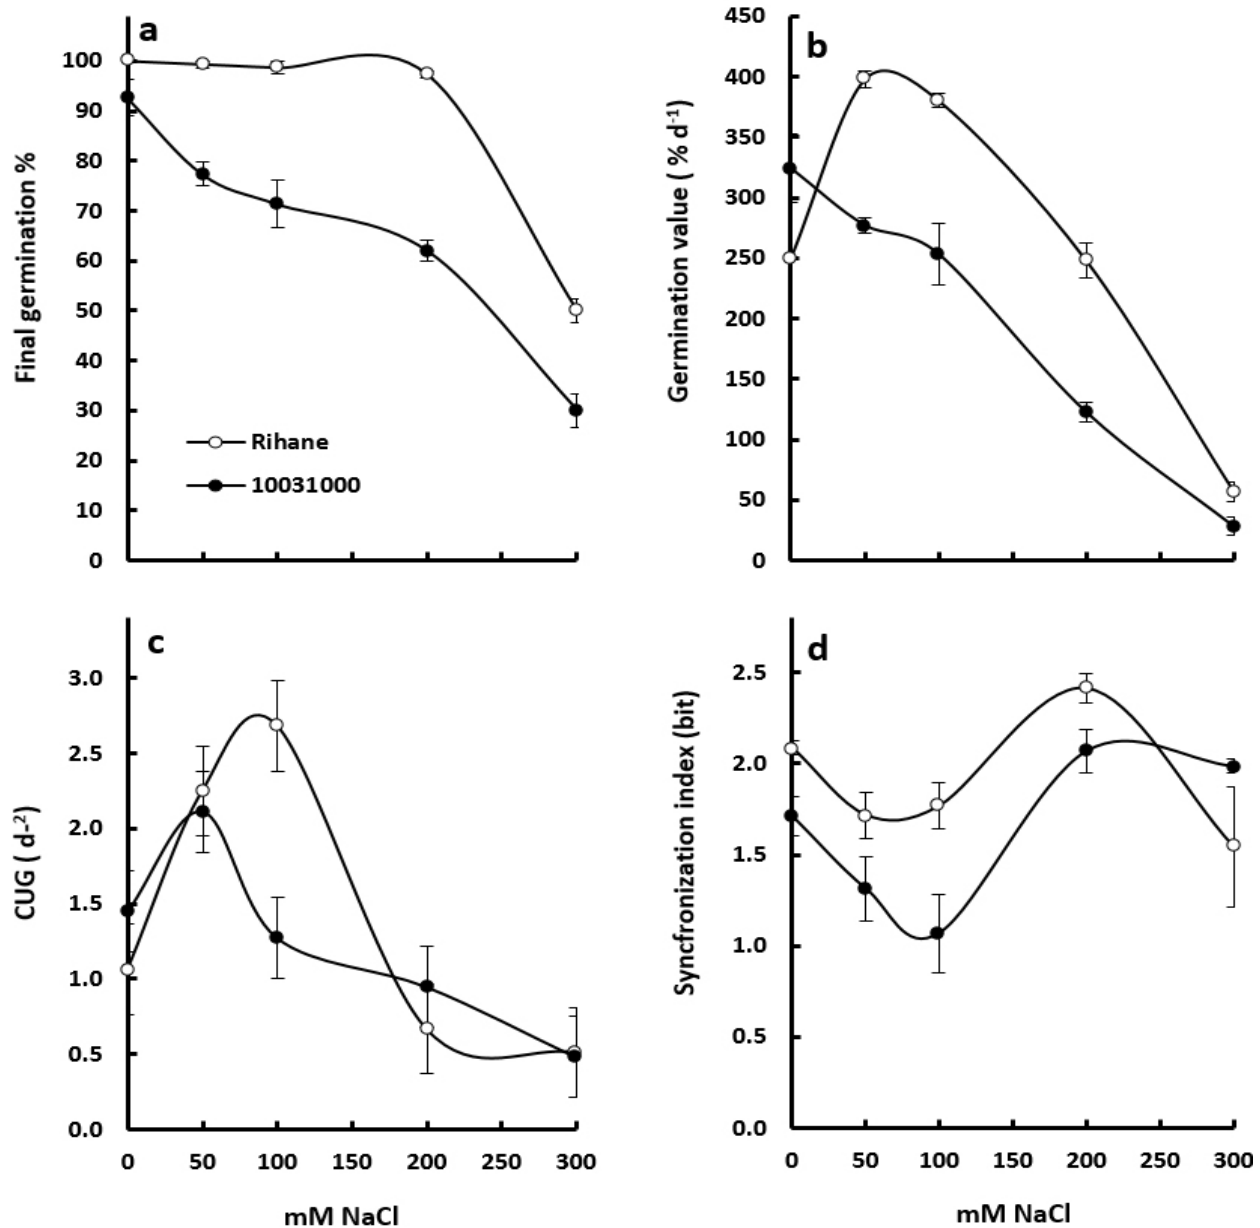 a
100
90
80
70
60
50
40
30
20
10
0
Final germination %
Rihane
10031000
b
450
400
350
300
250
200
150
100
50
0
Germination value ( % d-1)
c
3.0
2.5
2.0
1.5
1.0
0.5
0.0
CUG ( d-2)
0 50 100 150 200 250 300
mM NaCl
d
2.5
2.0
1.5
1.0
0.5
0.0
Syncfronization index (bit)
0 50 100 150 200 250 300
mM NaCl